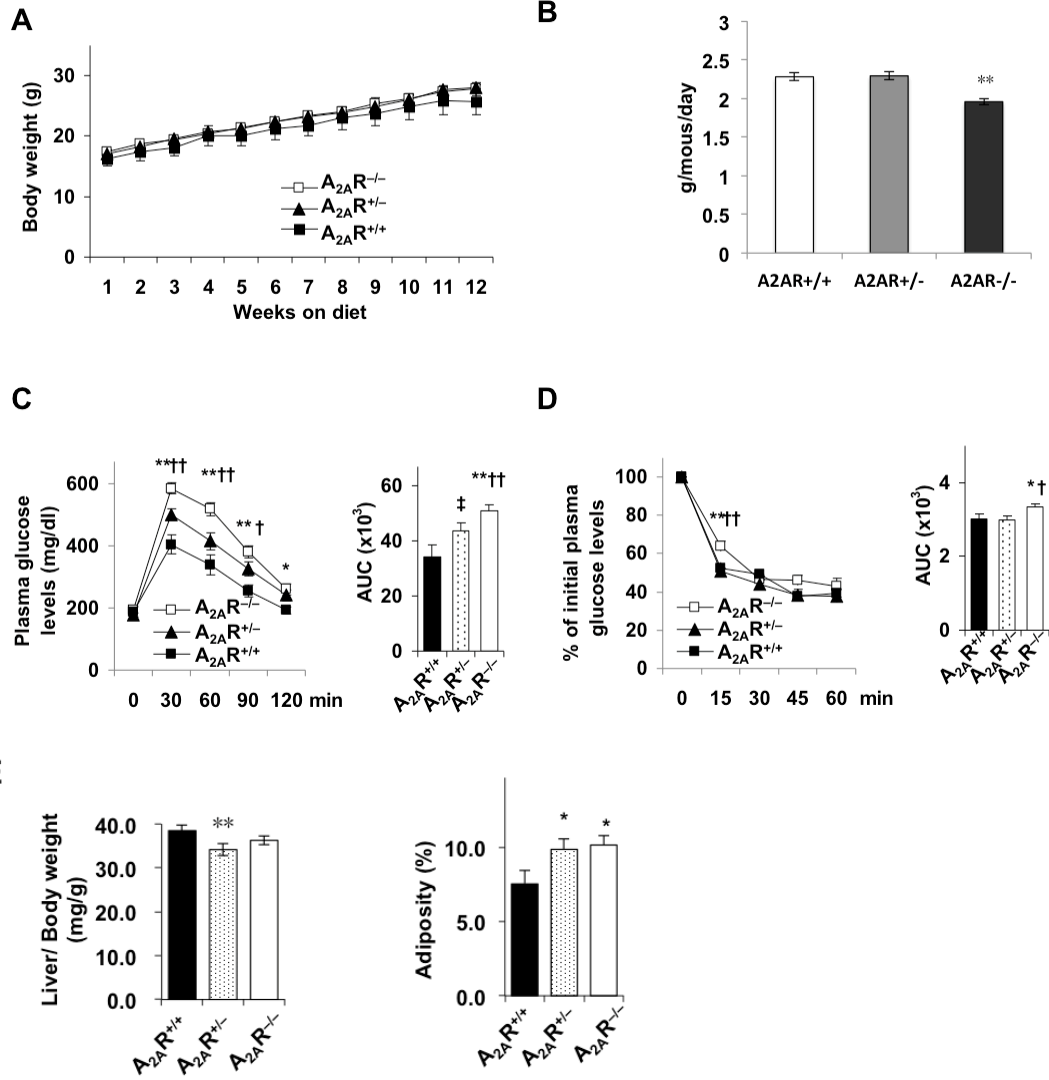 A
Body weight (g)
30
20
10
0
A2AR–/–
A2AR+/–
A2AR+/+
1 2 3 4 5 6 7 8 9 10 11 12
Weeks on diet
B
g/mous/day
3
2.5
2
1.5
1
0.5
0
**
A2AR+/+ A2AR+/- A2AR-/-
C
Plasma glucose
levels (mg/dl)
600
400
200
0
**††
**††
** †
*
A2AR–/–
A2AR+/–
A2AR+/+
0 30 60 90 120 min
AUC (x10³)
60
40
20
0
‡
**††
A2AR+/+ A2AR+/– A2AR–/–
D
% of initial plasma
glucose levels
100
80
60
40
20
0
**††
A2AR–/–
A2AR+/–
A2AR+/+
0 15 30 45 60 min
AUC (x10³)
4
2
0
*†
A2AR+/+ A2AR+/– A2AR–/–
Liver/ Body weight
(mg/g)
40.0
30.0
20.0
10.0
0.0
**
A2AR+/+ A2AR+/– A2AR–/–
Adiposity (%)
10.0
5.0
0.0
*
*
A2AR+/+ A2AR+/– A2AR–/–